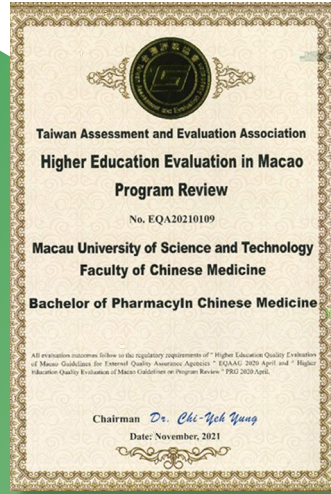 Taiwan Assessment and Evaluation Association
Higher Education Evaluation in Macao
Program Review
No. EQA20210109
Macau University of Science and Technology
Faculty of Chinese Medicine
Bachelor of PharmacyIn Chinese Medicine
All evaluation outcomes follow to the regulatory requirements of " Higher Education Quality Evaluation
of Macao Guidelines for External Quality Assurance Agencies " EQAAG 2020 April and " Higher
Education Quality Evaluation of Macao Guidelines on Program Review " PRG 2020 April.
Chairman Dr. Chi-Yeh Yung
Date: November, 2021